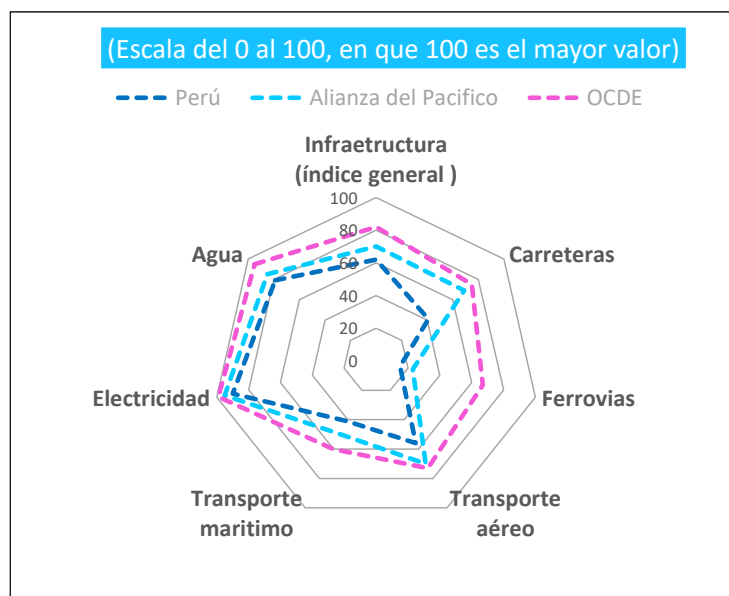 (Escala del 0 al 100, en que 100 es el mayor valor)
Perú
Alianza del Pacifico
OCDE
Infraetructura
(índice general )
100
80
60
40
20
0
Carreteras
Ferrovias
Transporte
aéreo
Transporte
maritimo
Electricidad
Agua